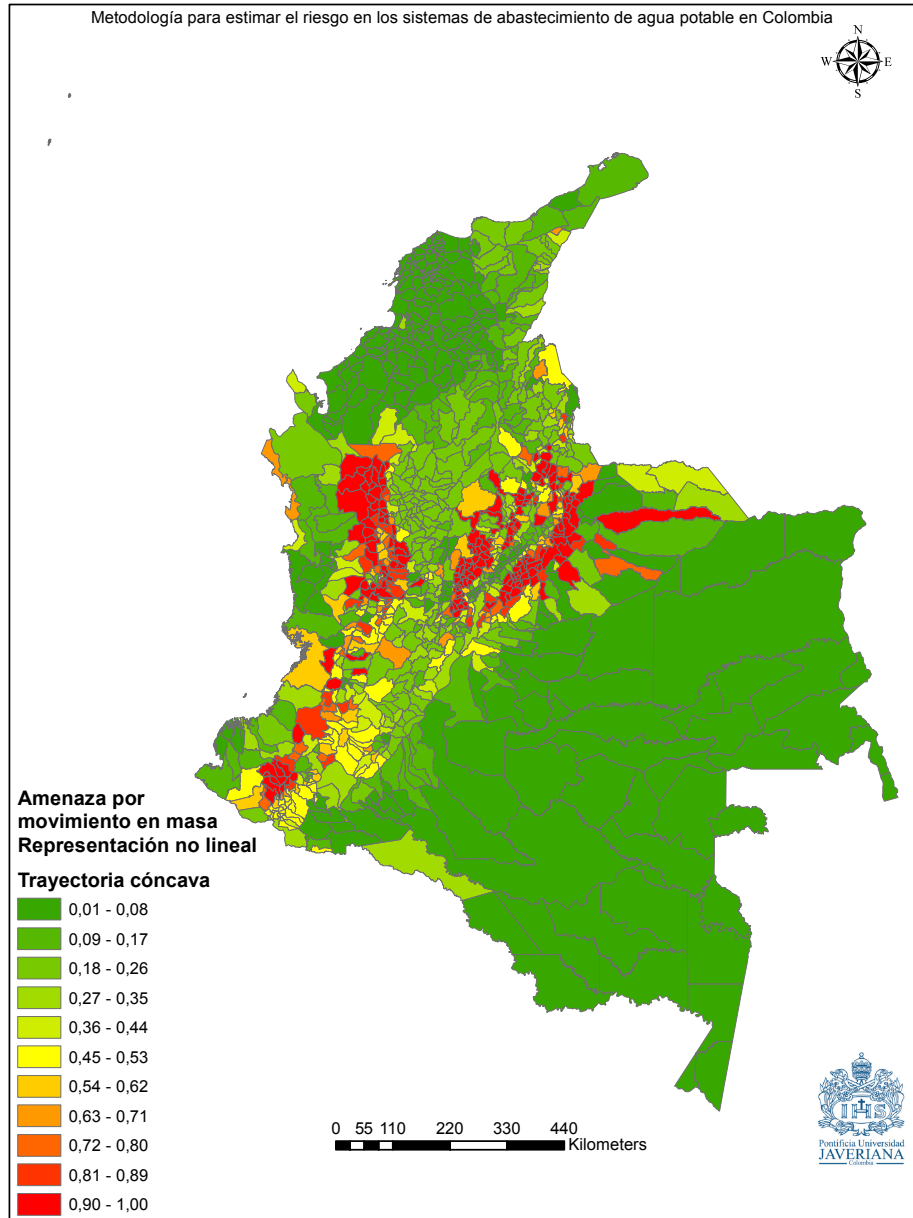 Metodología para estimar el riesgo en los sistemas de abastecimiento de agua potable en Colombia
N
W E
S
Amenaza por
movimiento en masa
Representación no lineal
Trayectoria cóncava
0,01 - 0,08
0,09 - 0,17
0,18 - 0,26
0,27 - 0,35
0,36 - 0,44
0,45 - 0,53
0,54 - 0,62
0,63 - 0,71
0,72 - 0,80
0,81 - 0,89
0,90 - 1,00
0 55 110 220 330 440
Kilometers
IHS
Pontificia Universidad
JAVERIANA
Colombia